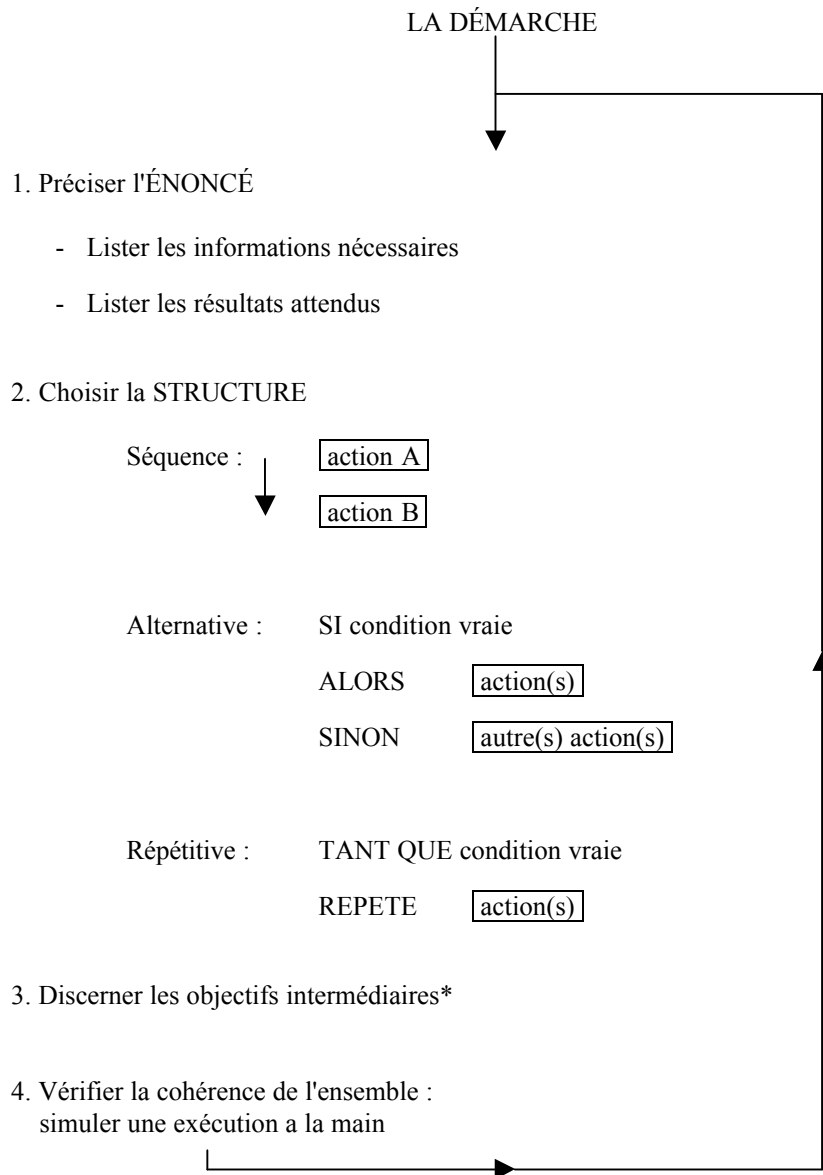 LA DÉMARCHE
1. Préciser l'ÉNONCÉ
- Lister les informations nécessaires
- Lister les résultats attendus
2. Choisir la STRUCTURE
Séquence : action A
action B
Alternative : SI condition vraie
ALORS action(s)
SINON autre(s) action(s)
Répétitive : TANT QUE condition vraie
REPETE action(s)
3. Discerner les objectifs intermédiaires*
4. Vérifier la cohérence de l'ensemble :
simuler une exécution a la main